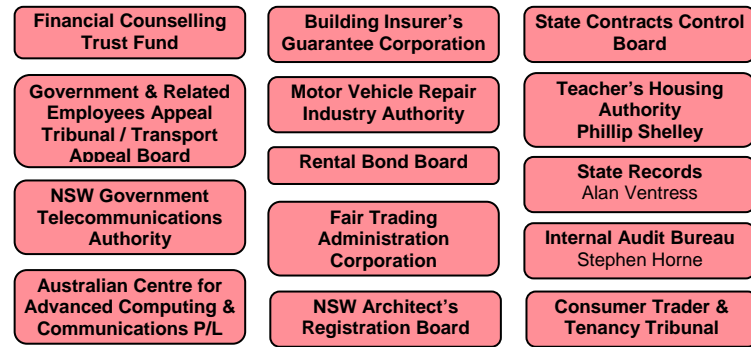 Financial Counselling
Trust Fund
Government & Related
Employees Appeal
Tribunal / Transport
Appeal Board
NSW Government
Telecommunications
Authority
Australian Centre for
Advanced Computing &
Communications P/L
Building Insurer's
Guarantee Corporation
Motor Vehicle Repair
Industry Authority
Rental Bond Board
Fair Trading
Administration
Corporation
NSW Architect's
Registration Board
State Contracts Control
Board
Teacher's Housing
Authority
Phillip Shelley
State Records
Alan Ventress
Internal Audit Bureau
Stephen Horne
Consumer Trader &
Tenancy Tribunal